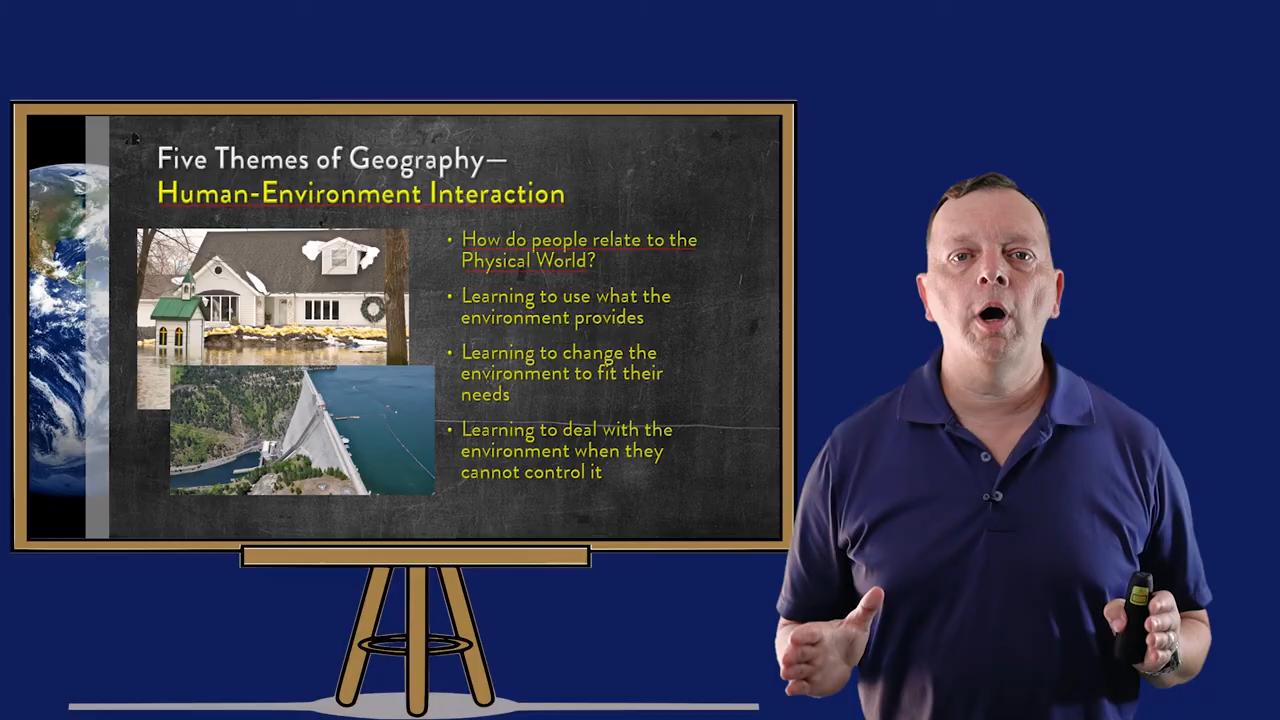 Five Themes of Geography—
Human-Environment Interaction
• How do people relate to the
Physical World?
• Learning to use what the
environment provides
• Learning to change the
environment to fit their
needs
• Learning to deal with the
environment when they
cannot control it